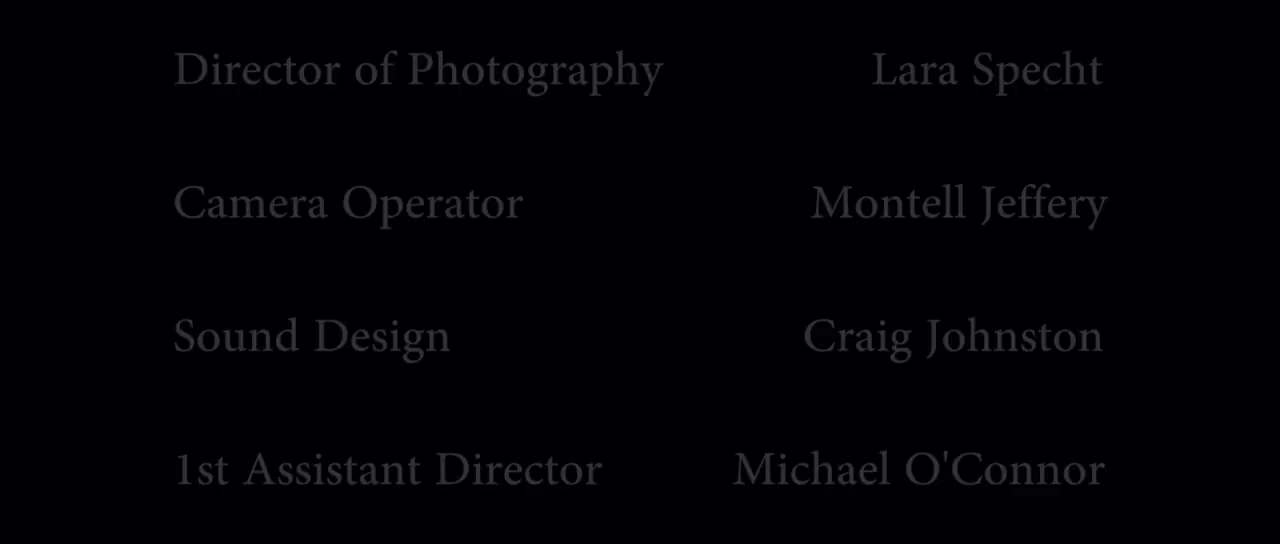 Director of Photography Lara Specht
Camera Operator Montell Jeffery
Sound Design Craig Johnston
1st Assistant Director Michael O'Connor